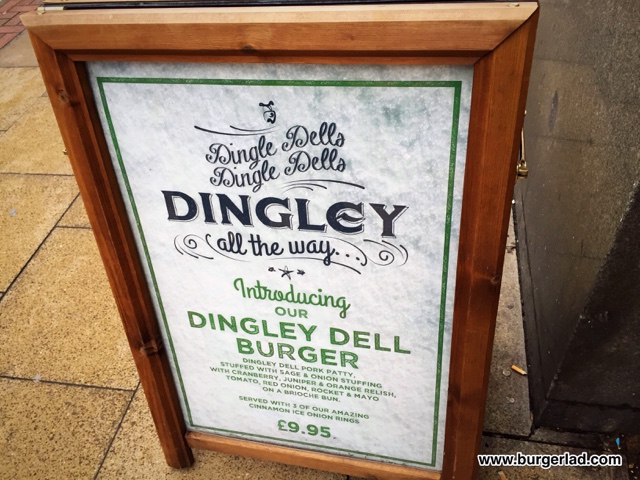 Dingle Dells
Dingle Dells
DINGLEY
all the way...
Introducing
OUR
DINGLEY DELL
BURGER
DINGLEY DELL PORK PATTY,
STUFFED WITH SAGE & ONION STUFFING
WITH CRANBERRY, JUNIPER & ORANGE RELISH,
TOMATO, RED ONION, ROCKET & MAYO
ON A BRIOCHE BUN.
SERVED WITH 3 OF OUR AMAZING
CINNAMON ICE ONION RINGS
£9.95
www.burgerlad.com